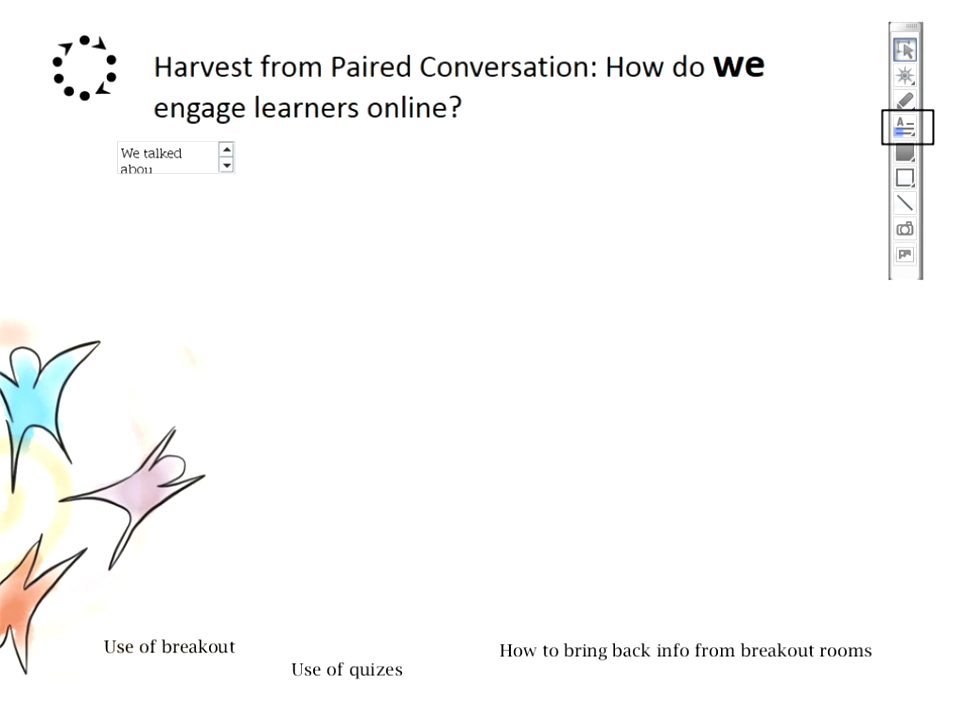 Harvest from Paired Conversation: How do we
engage learners online?
We talked
abou
Use of breakout
How to bring back info from breakout rooms
Use of quizes